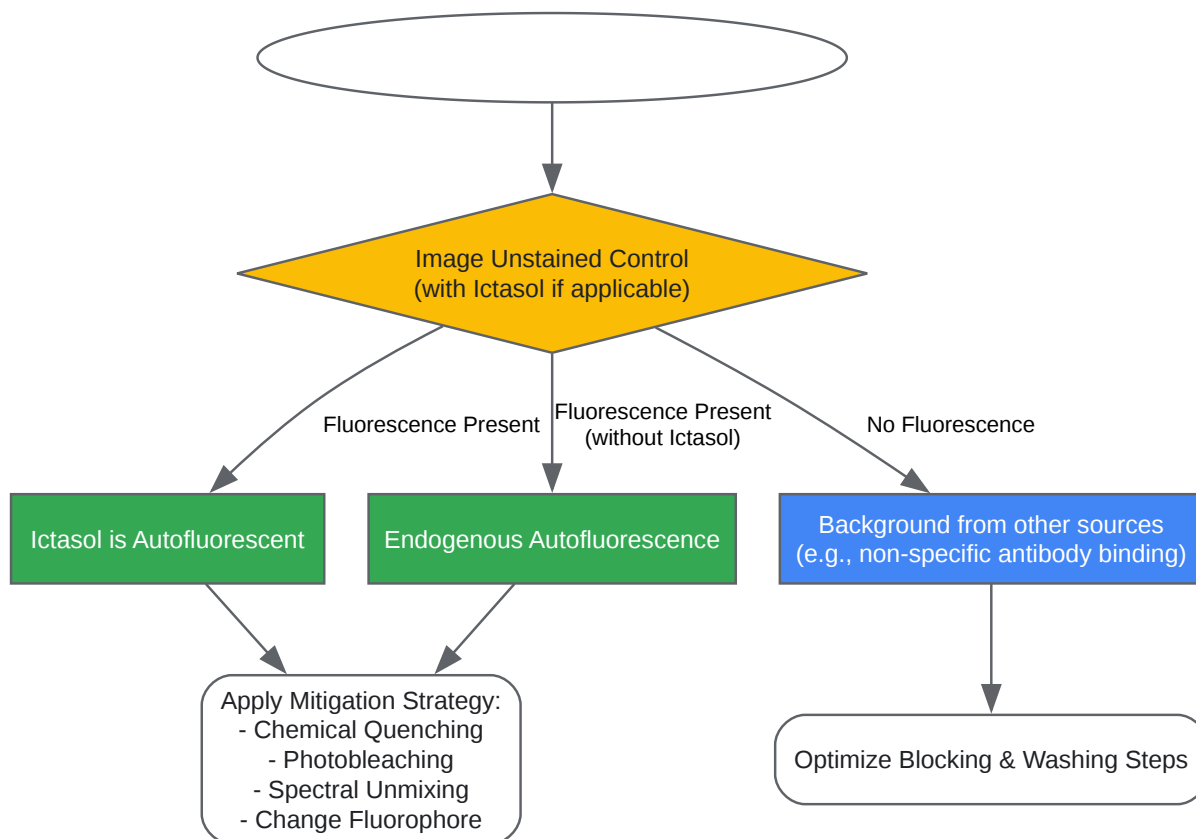 Image Unstained Control
(with Ictasol if applicable)
Fluorescence Present
Fluorescence Present
(without Ictasol)
No Fluorescence
Ictasol is Autofluorescent
Endogenous Autofluorescence
Background from other sources
(e.g., non-specific antibody binding)
Apply Mitigation Strategy:
- Chemical Quenching
- Photobleaching
- Spectral Unmixing
- Change Fluorophore
Optimize Blocking & Washing Steps